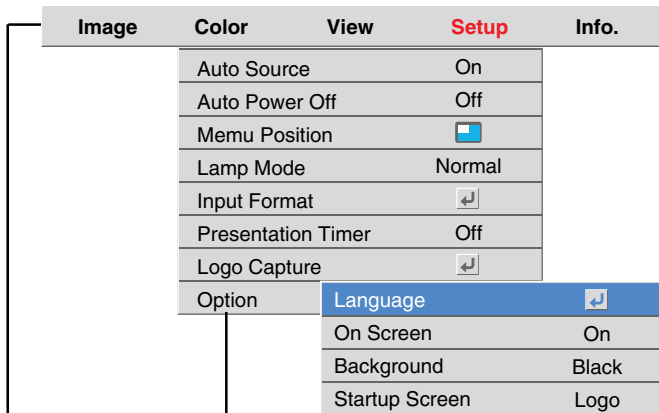 Image Color View Setup Info.
Auto Source On
Auto Power Off Off
Memu Position
Lamp Mode Normal
Input Format
Presentation Timer Off
Logo Capture
Option Language
On Screen On
Background Black
Startup Screen Logo